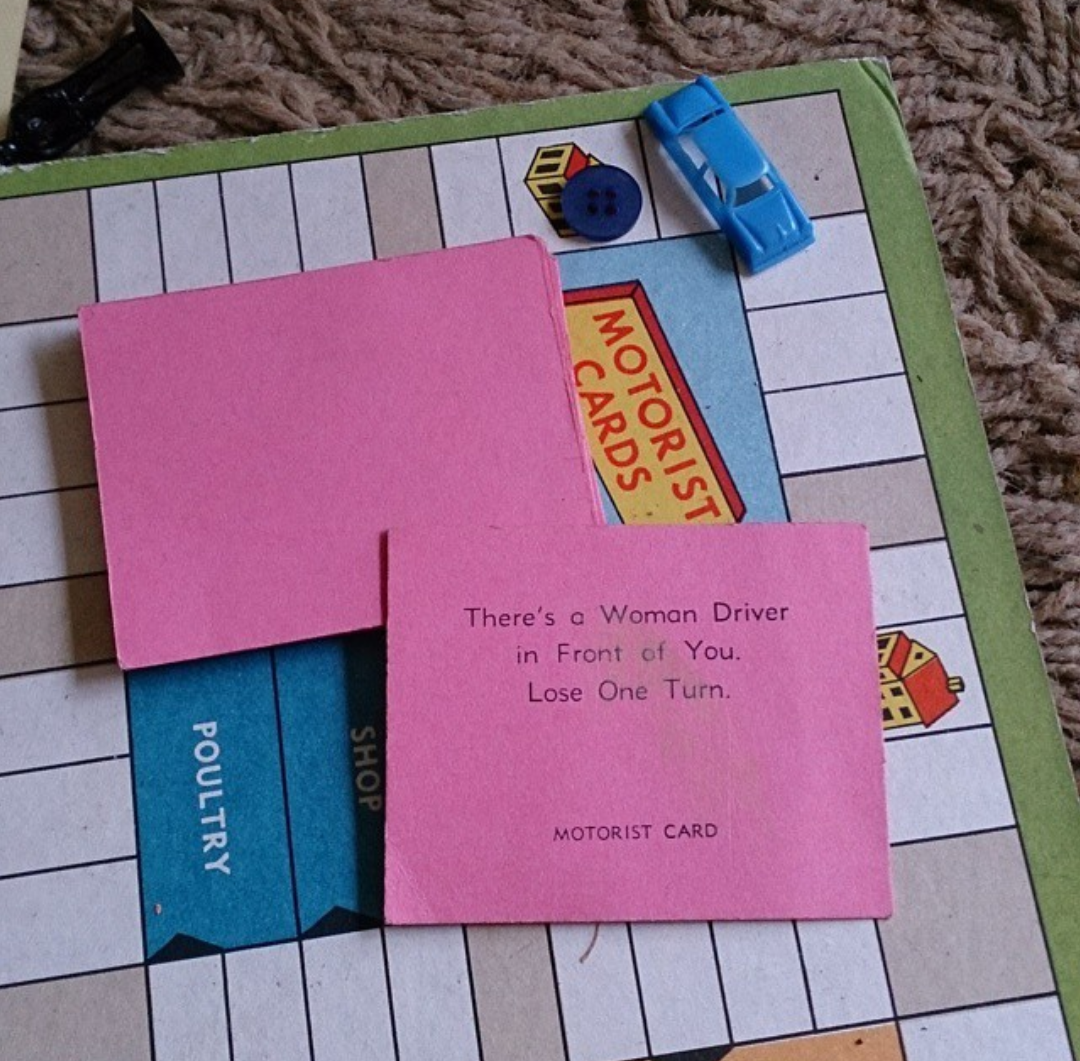 MOTORIST
CARDS
There's a Woman Driver
in Front of You.
Lose One Turn.
MOTORIST CARD
POULTRY
SHOP